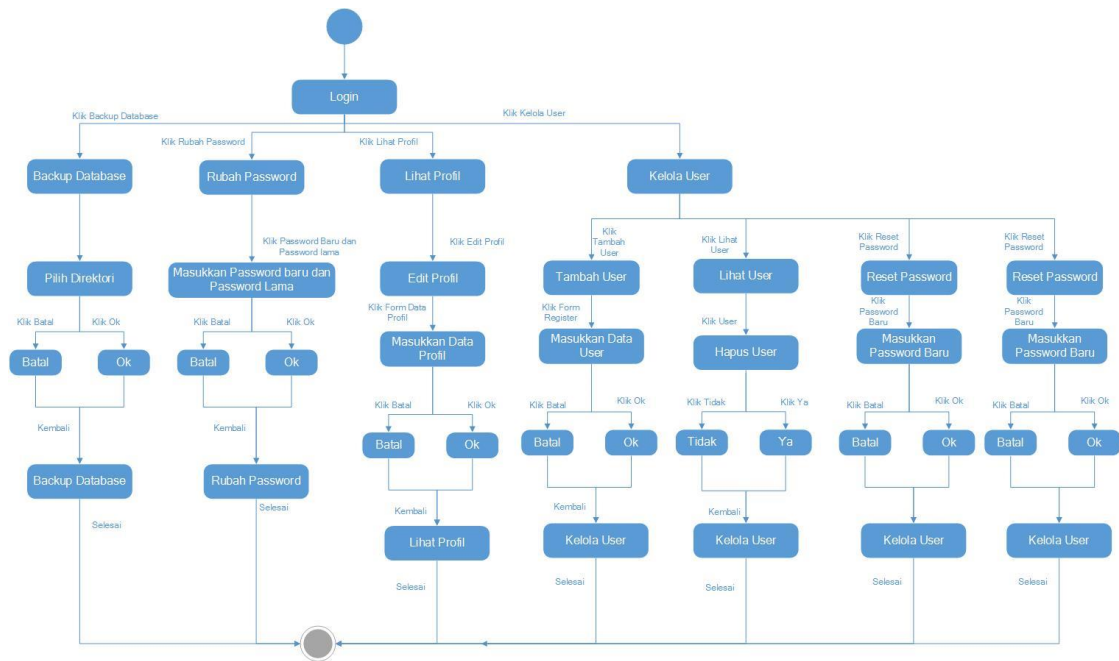 Login
Klik Backup Database
Klik Kelola User
Klik Rubah Password
Klik Lihat Profil
Backup Database
Rubah Password
Lihat Profil
Kelola User
Klik Password Baru dan
Password lama
Klik Edit Profil
Klik
Tambah
User
Klik Lihat
User
Klik Reset
Password
Klik Reset
Password
Pilih Direktori
Masukkan Password baru dan
Password Lama
Edit Profil
Tambah User
Lihat User
Reset Password
Reset Password
Klik Form Data
Profil
Klik Form
Register
Klik User
Klik
Password
Baru
Klik
Password
Baru
Klik Batal
Klik Ok
Klik Batal
Klik Ok
Masukkan Data
Profil
Masukkan Data
User
Hapus User
Masukkan
Password Baru
Masukkan
Password Baru
Batal
Ok
Batal
Ok
Klik Batal
Klik Ok
Klik Batal
Klik Ok
Klik Tidak
Klik Ya
Klik Batal
Klik Ok
Klik Batal
Klik Ok
Kembali
Kembali
Batal
Ok
Batal
Ok
Tidak
Ya
Batal
Ok
Batal
Ok
Backup Database
Rubah Password
Kembali
Kembali
Kembali
Selesai
Selesai
Lihat Profil
Kelola User
Kelola User
Kelola User
Kelola User
Selesai
Selesai
Selesai
Selesai
Selesai